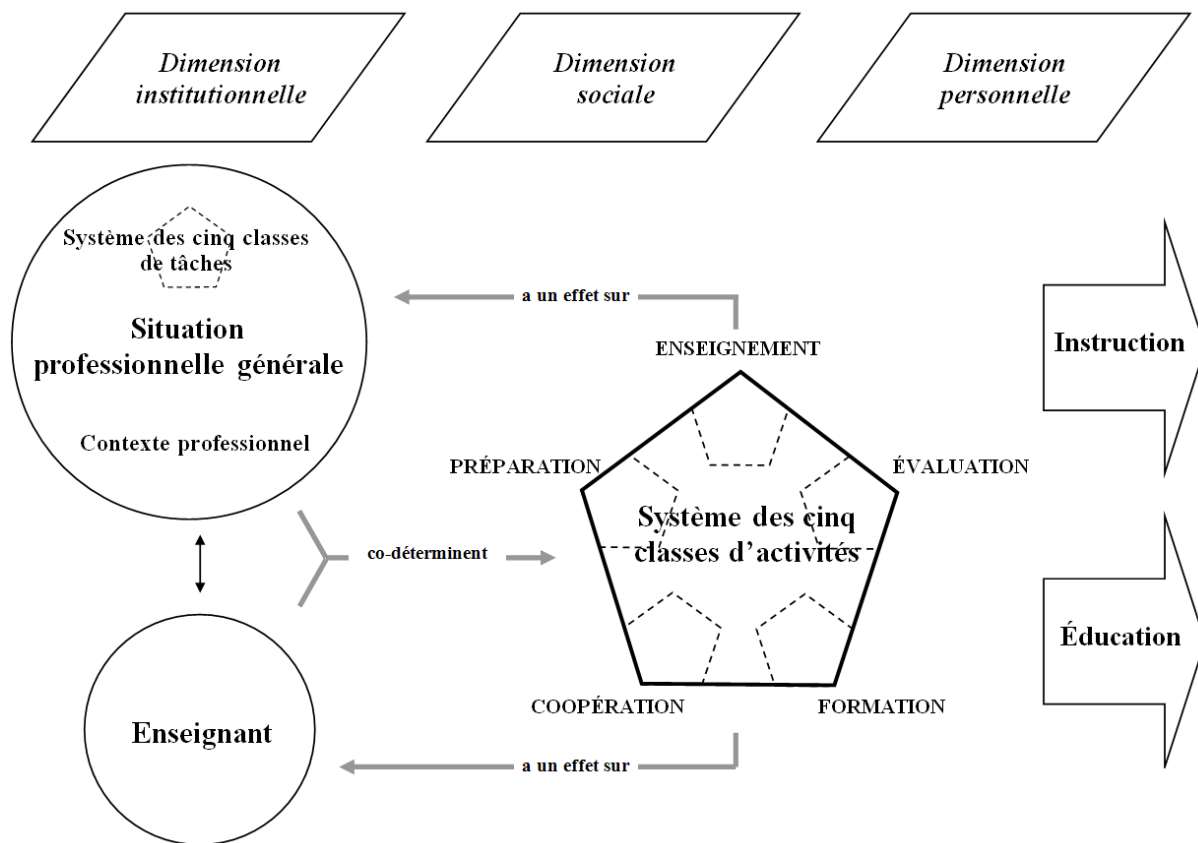 Dimension
institutionnelle
Dimension
sociale
Dimension
personnelle
Système des cinq classes
de tâches
Situation
professionnelle générale
Contexte professionnel
a un effet sur
ENSEIGNEMENT
PRÉPARATION
ÉVALUATION
Système des cinq
classes d’activités
co-déterminent
COOPÉRATION
FORMATION
a un effet sur
Enseignant
Instruction
Éducation